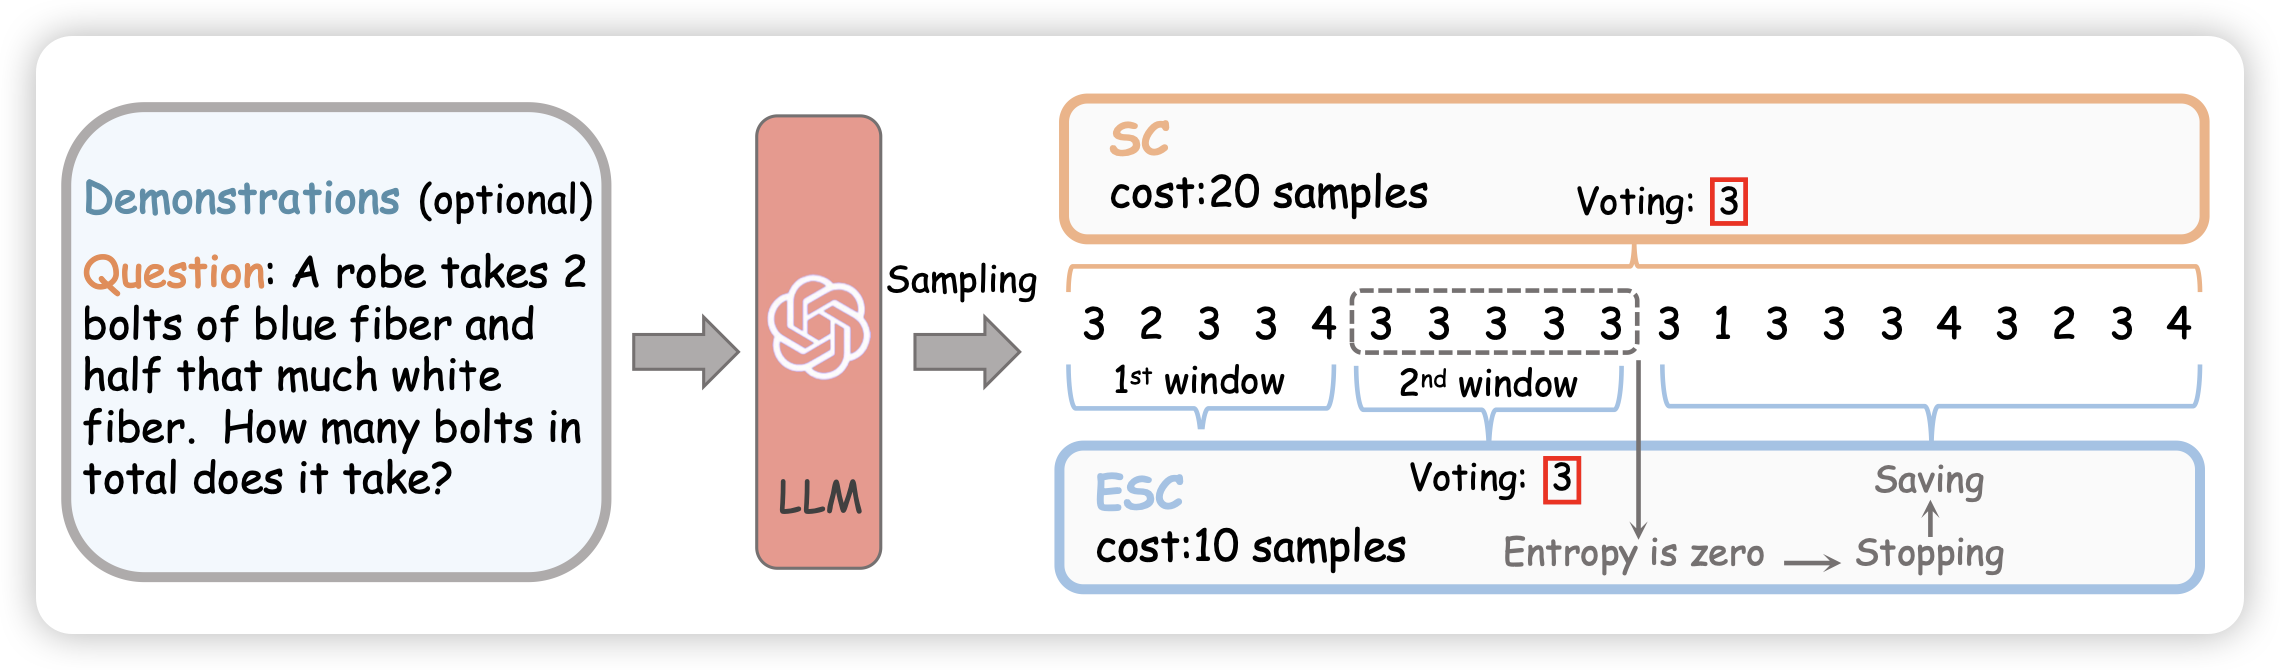 Demonstrations (optional)
Question: A robe takes 2
bolts of blue fiber and
half that much white
fiber. How many bolts in
total does it take?
LLM
Sampling
SC
cost:20 samples
Voting: 3
3 2 3 3 4 3 3 3 3 3 3 1 3 3 3 4 3 2 3 4
1st window
2nd window
ESC
cost:10 samples
Voting: 3
Entropy is zero
Stopping
Saving